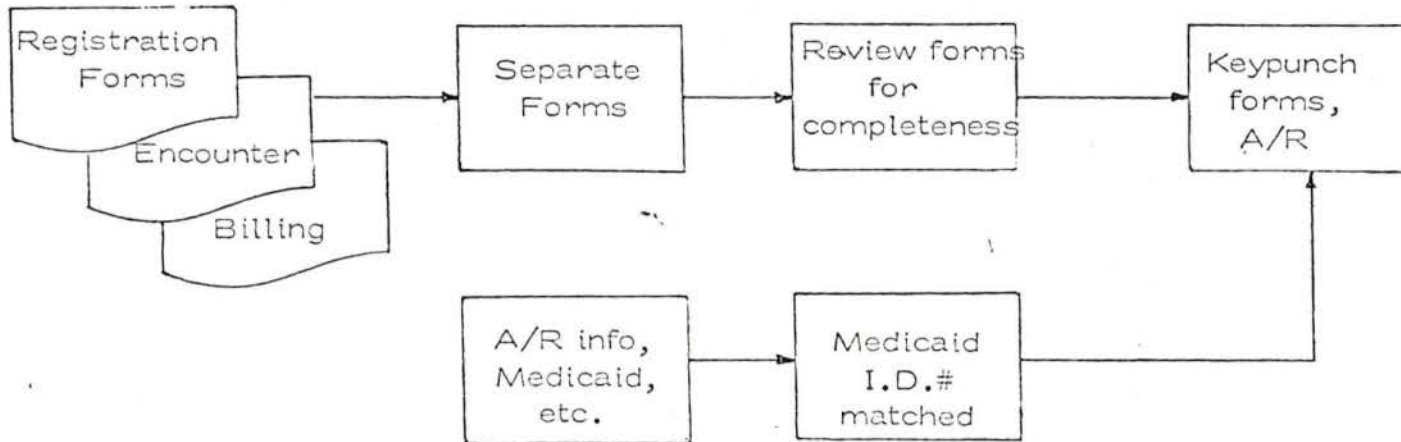 Registration
Forms
Encounter
Billing
Separate
Forms
Review forms
for
completeness
Keypunch
forms,
A/R
A/R info,
Medicaid,
etc.
Medicaid
I.D.#
matched